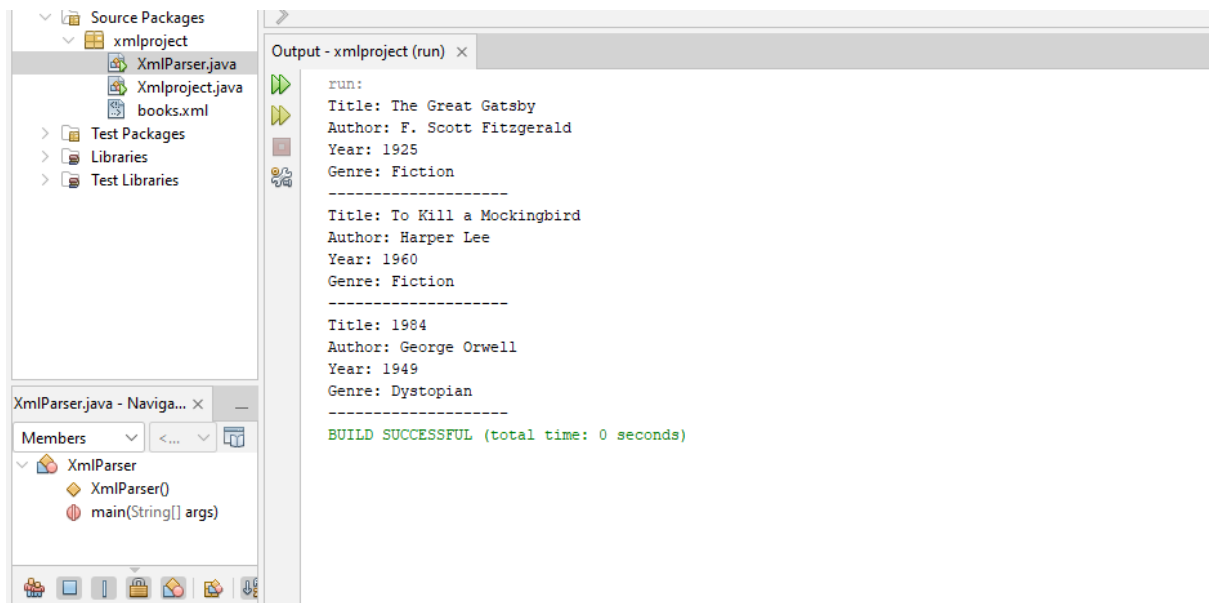 Source Packages
xmlproject
XmlParser.java
Xmlproject.java
books.xml
Test Packages
Libraries
Test Libraries
XmlParser.java - Naviga...
Members
<...
XmlParser
XmlParser()
main(String[] args)
Output - xmlproject (run)
run:
Title: The Great Gatsby
Author: F. Scott Fitzgerald
Year: 1925
Genre: Fiction
--------------------
Title: To Kill a Mockingbird
Author: Harper Lee
Year: 1960
Genre: Fiction
--------------------
Title: 1984
Author: George Orwell
Year: 1949
Genre: Dystopian
--------------------
BUILD SUCCESSFUL (total time: 0 seconds)